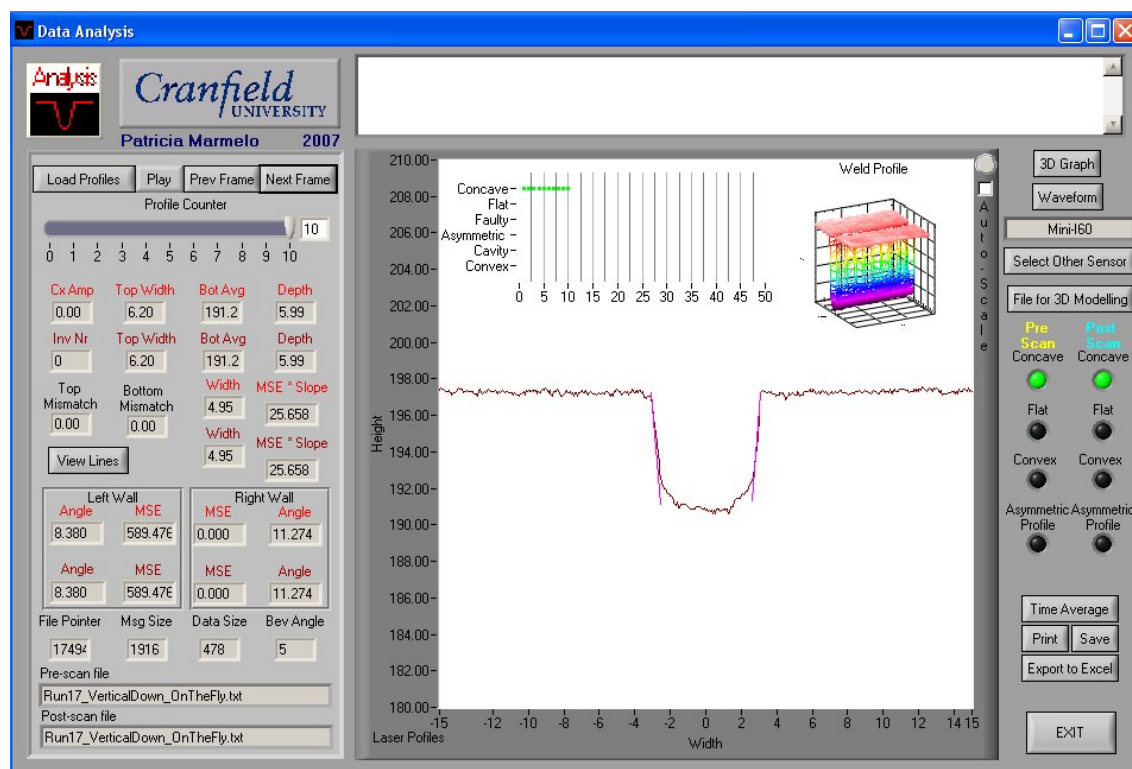 Data Analysis
Analysis
Cranfield
UNIVERSITY
Patricia Marmelo 2007
Load Profiles Play Prev Frame Next Frame
Profile Counter
10
0 1 2 3 4 5 6 7 8 9 10
Cx Amp Top Width Bot Avg Depth
0.00 6.20 191.2 5.99
Inv Nr Top Width Bot Avg Depth
0 6.20 191.2 5.99
Top Mismatch Bottom Mismatch Width MSE * Slope
0.00 0.00 4.95 25.658
Width MSE * Slope
4.95 25.658
View Lines
Left Wall Right Wall
Angle MSE MSE Angle
8.380 589.476 0.000 11.274
Angle MSE MSE Angle
8.380 589.476 0.000 11.274
File Pointer Msg Size Data Size Bev Angle
17494 1916 478 5
Pre-scan file
Run17_VerticalDown_OnTheFly.txt
Post-scan file
Run17_VerticalDown_OnTheFly.txt
210.00
208.00
206.00
204.00
202.00
200.00
198.00
196.00
194.00
192.00
190.00
188.00
186.00
184.00
182.00
180.00
Height
Concave
Flat
Faulty
Asymmetric
Cavity
Convex
0 5 10 15 20 25 30 35 40 45 50
Weld Profile
Auto-Scale
-15 -12 -10 -8 -6 -4 -2 0 2 4 6 8 10 12 14 15
Laser Pofiles
Width
3D Graph
Waveform
Mini-I60
Select Other Sensor
File for 3D Modelling
Pre Scan Post Scan
Concave Concave
Flat Flat
Convex Convex
Asymmetric Profile Asymmetric Profile
Time Average
Print Save
Export to Excel
EXIT